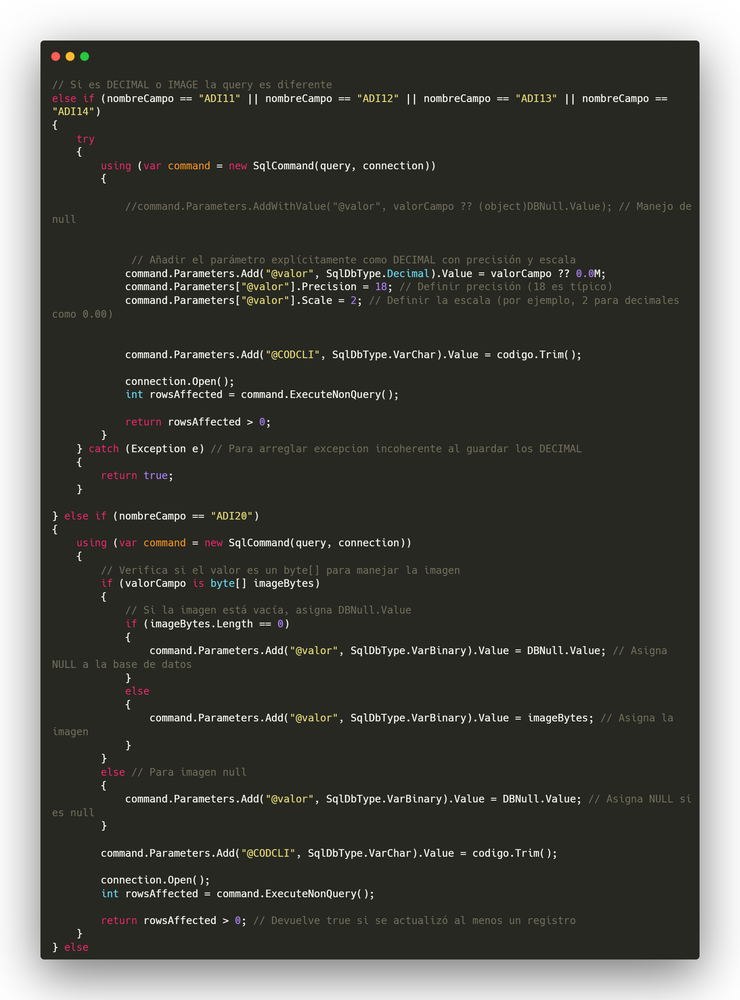 // Si es DECIMAL o IMAGE la query es diferente
else if (nombreCampo == "ADI11" || nombreCampo == "ADI12" || nombreCampo == "ADI13" || nombreCampo ==
"ADI14")
{
    try
    {
        using (var command = new SqlCommand(query, connection))
        {

            //command.Parameters.AddWithValue("@valor", valorCampo ?? (object)DBNull.Value); // Manejo de
null


             // Añadir el parámetro explícitamente como DECIMAL con precisión y escala
            command.Parameters.Add("@valor", SqlDbType.Decimal).Value = valorCampo ?? 0.0M;
            command.Parameters["@valor"].Precision = 18; // Definir precisión (18 es típico)
            command.Parameters["@valor"].Scale = 2; // Definir la escala (por ejemplo, 2 para decimales
como 0.00)


            command.Parameters.Add("@CODCLI", SqlDbType.VarChar).Value = codigo.Trim();

            connection.Open();
            int rowsAffected = command.ExecuteNonQuery();

            return rowsAffected > 0;
        }
    } catch (Exception e) // Para arreglar excepcion incoherente al guardar los DECIMAL
    {
        return true;
    }

} else if (nombreCampo == "ADI20")
{
    using (var command = new SqlCommand(query, connection))
    {
        // Verifica si el valor es un byte[] para manejar la imagen
        if (valorCampo is byte[] imageBytes)
        {
            // Si la imagen está vacía, asigna DBNull.Value
            if (imageBytes.Length == 0)
            {
                command.Parameters.Add("@valor", SqlDbType.VarBinary).Value = DBNull.Value; // Asigna
NULL a la base de datos
            }
            else
            {
                command.Parameters.Add("@valor", SqlDbType.VarBinary).Value = imageBytes; // Asigna la
imagen
            }
        }
        else // Para imagen null
        {
            command.Parameters.Add("@valor", SqlDbType.VarBinary).Value = DBNull.Value; // Asigna NULL si
es null
        }

        command.Parameters.Add("@CODCLI", SqlDbType.VarChar).Value = codigo.Trim();

        connection.Open();
        int rowsAffected = command.ExecuteNonQuery();

        return rowsAffected > 0; // Devuelve true si se actualizó al menos un registro
    }
} else